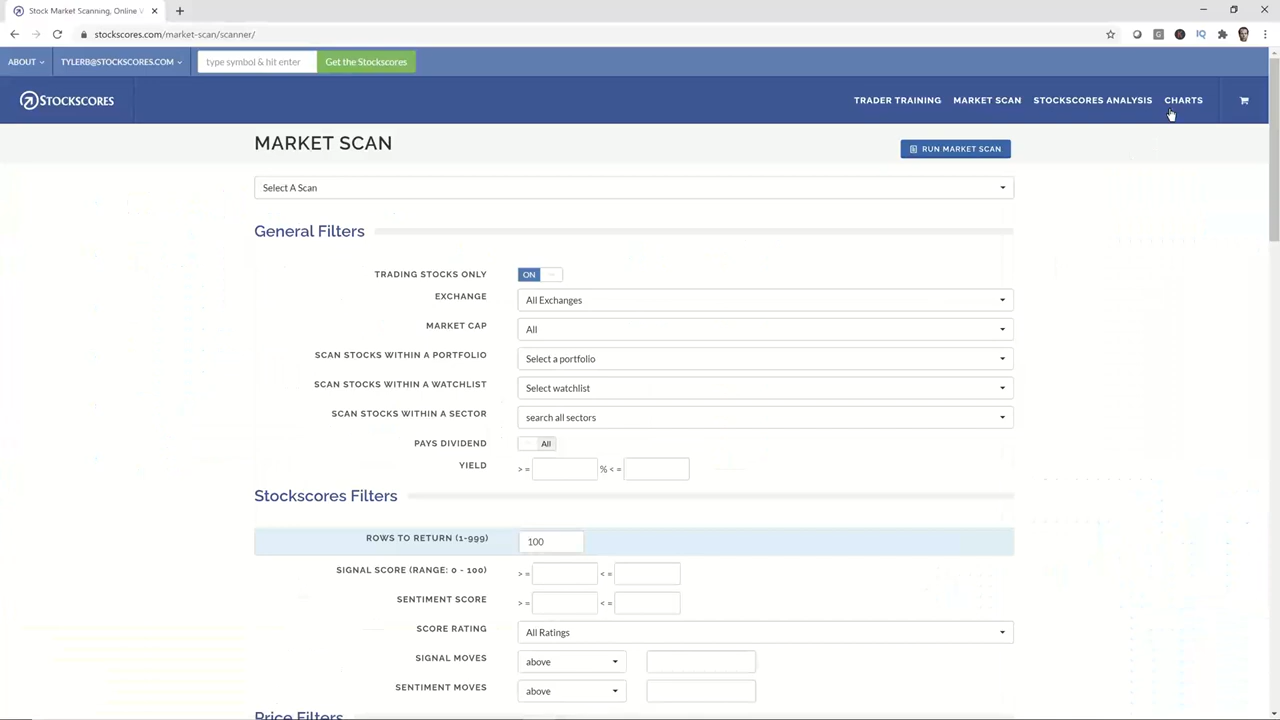 Stock Market Scanning, Online V
stockscores.com/market-scan/scanner/
ABOUT
TYLERB@STOCKSCORES.COM
type symbol & hit enter
Get the Stockscores
STOCKSCORES
TRADER TRAINING
MARKET SCAN
STOCKSCORES ANALYSIS
CHARTS
MARKET SCAN
RUN MARKET SCAN
Select A Scan
General Filters
TRADING STOCKS ONLY ON
EXCHANGE All Exchanges
MARKET CAP All
SCAN STOCKS WITHIN A PORTFOLIO Select a portfolio
SCAN STOCKS WITHIN A WATCHLIST Select watchlist
SCAN STOCKS WITHIN A SECTOR search all sectors
PAYS DIVIDEND All
YIELD >= % <=
Stockscores Filters
ROWS TO RETURN (1-999) 100
SIGNAL SCORE (RANGE: 0 - 100) >= <=
SENTIMENT SCORE >= <=
SCORE RATING All Ratings
SIGNAL MOVES above
SENTIMENT MOVES above
Price Filters